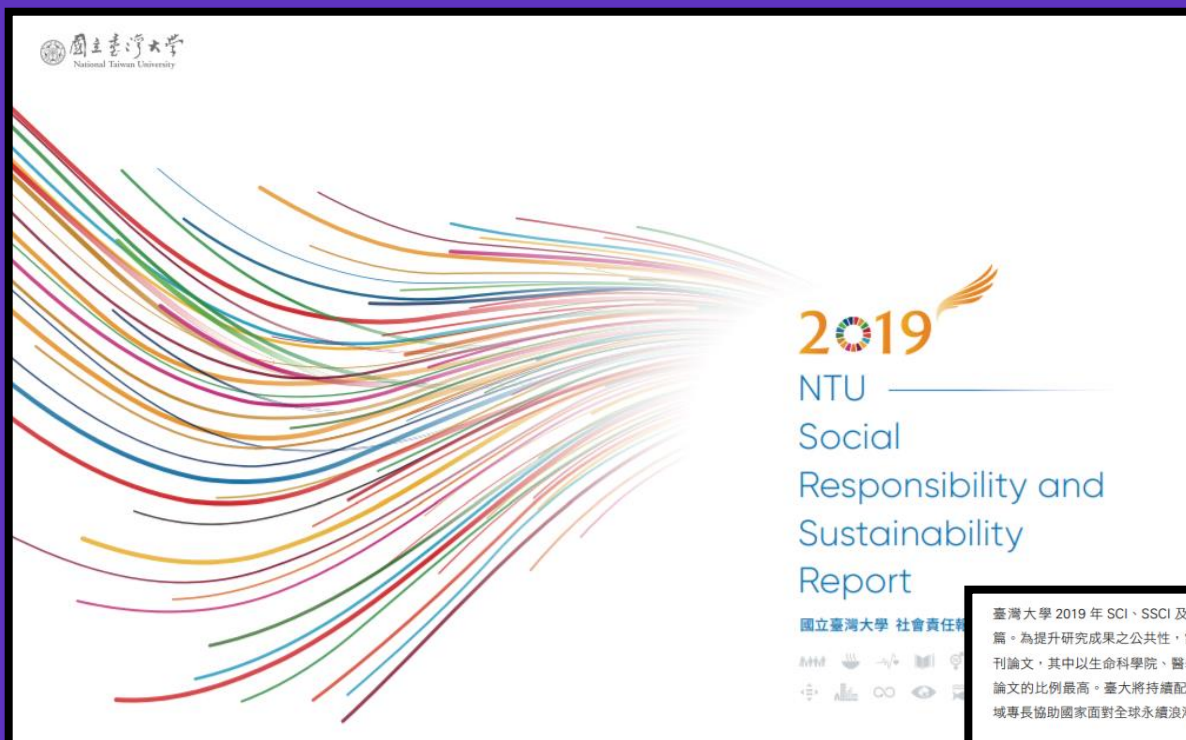 國立臺灣大學
National Taiwan University
2019
NTU
Social
Responsibility and
Sustainability
Report
國立臺灣大學 社會責任
臺灣大學 2019 年 SCI、SSCI 及
篇。為提升研究成果之公共性，
刊論文，其中以生命科學院、醫
論文的比例最高。臺大將持續配
域專長協助國家面對全球永續浪